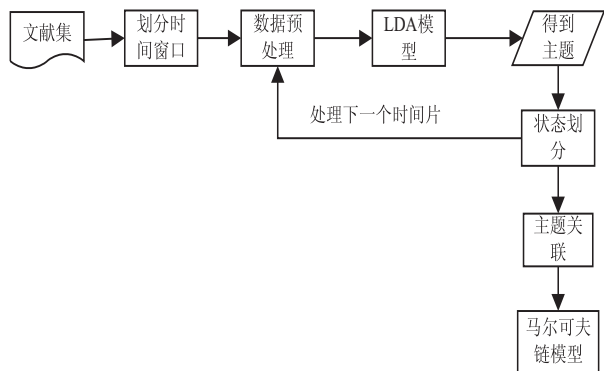 文献集
划分时
间窗口
数据预
处理
LDA模
型
得到
主题
处理下一个时间片
状态划
分
主题关
联
马尔可夫
链模型